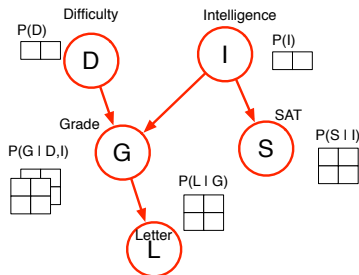 Difficulty
Intelligence
P(D)
D
I
P(I)
Grade
SAT
P(G | D,I)
G
S
P(S | I)
P(L | G)
Letter
L